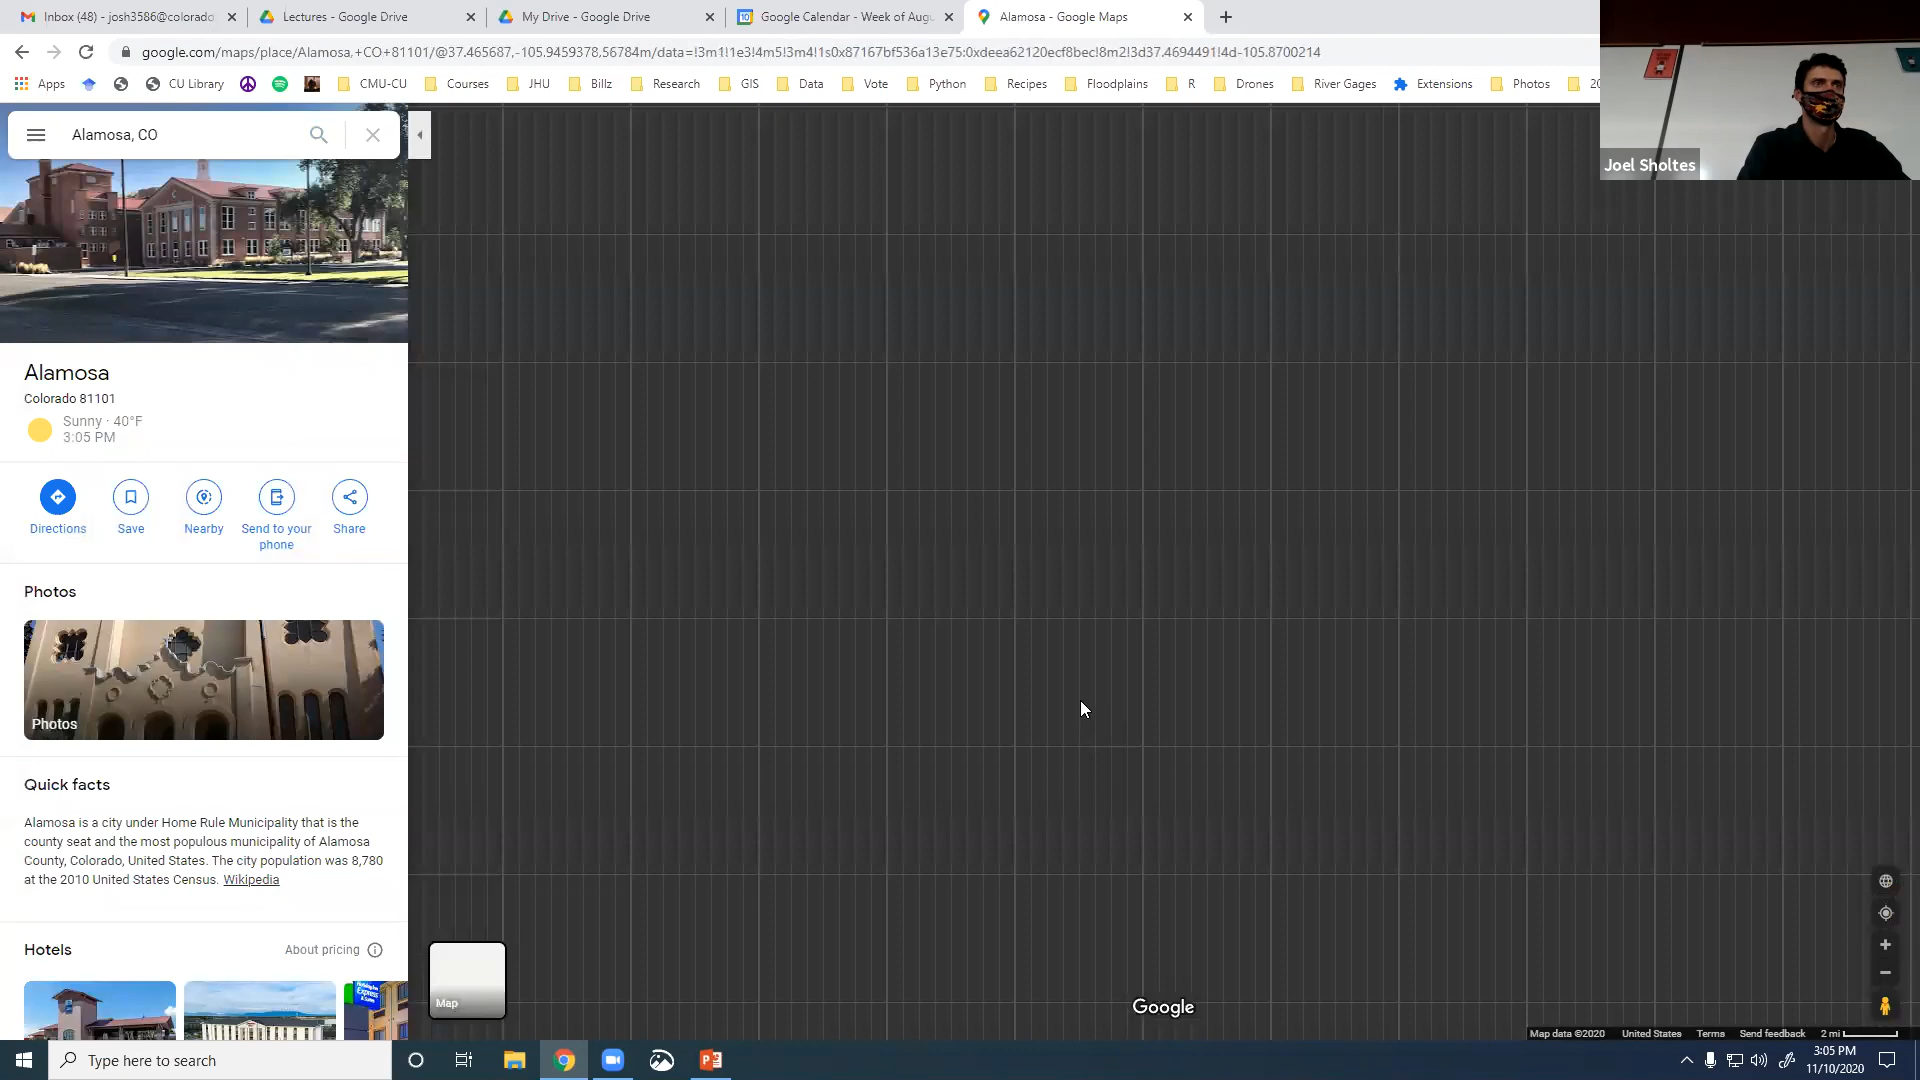 Inbox (48) - josh3586@colorado
Lectures - Google Drive
My Drive - Google Drive
Google Calendar - Week of Augu
Alamosa - Google Maps
google.com/maps/place/Alamosa,+CO+81101/@37.465687,-105.9459378,56784m/data=!3m1!1e3!4m5!3m4!1s0x87167bf536a13e75:0xdeea62120ecf8bec!8m2!3d37.4694491!4d-105.8700214
Apps
CU Library
CMU-CU
Courses
JHU
Billz
Research
GIS
Data
Vote
Python
Recipes
Floodplains
R
Drones
River Gages
Extensions
Photos
20
Joel Sholtes
Alamosa, CO
Alamosa
Colorado 81101
Sunny · 40°F
3:05 PM
Directions
Save
Nearby
Send to your
phone
Share
Photos
Photos
Quick facts
Alamosa is a city under Home Rule Municipality that is the
county seat and the most populous municipality of Alamosa
County, Colorado, United States. The city population was 8,780
at the 2010 United States Census. Wikipedia
Hotels
About pricing
Holiday Inn
Express
Map
Google
Map data ©2020
United States
Terms
Send feedback
2 mi
Type here to search
3:05 PM
11/10/2020